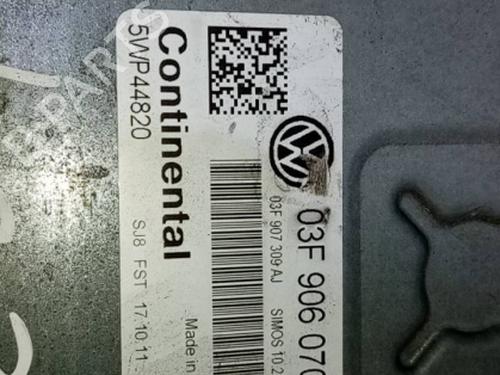 Continental
5WP44820
03F 906 070
03F 907 309 AJ
SIMOS 10.2
SJ8 FST 17.10.11
Made in